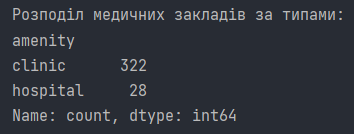 Розподіл медичних закладів за типами:
amenity
clinic      322
hospital     28
Name: count, dtype: int64